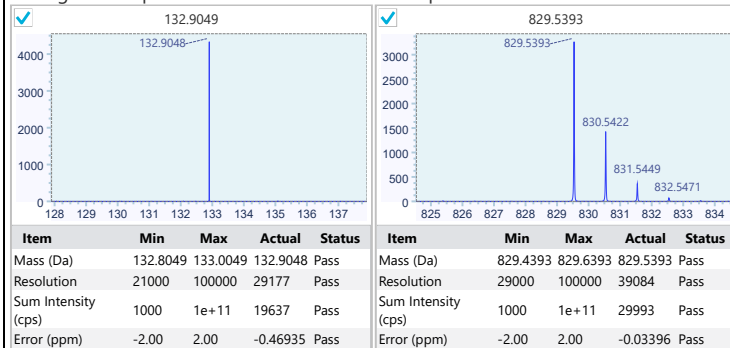 132.9049
132.9048
4000
3000
2000
1000
0
128 129 130 131 132 133 134 135 136 137
Item Min Max Actual Status
Mass (Da) 132.8049 133.0049 132.9048 Pass
Resolution 21000 100000 29177 Pass
Sum Intensity
(cps) 1000 1e+11 19637 Pass
Error (ppm) -2.00 2.00 -0.46935 Pass
829.5393
829.5393
830.5422
831.5449
832.5471
3000
2500
2000
1500
1000
500
0
825 826 827 828 829 830 831 832 833 834
Item Min Max Actual Status
Mass (Da) 829.4393 829.6393 829.5393 Pass
Resolution 29000 100000 39084 Pass
Sum Intensity
(cps) 1000 1e+11 29993 Pass
Error (ppm) -2.00 2.00 -0.03396 Pass